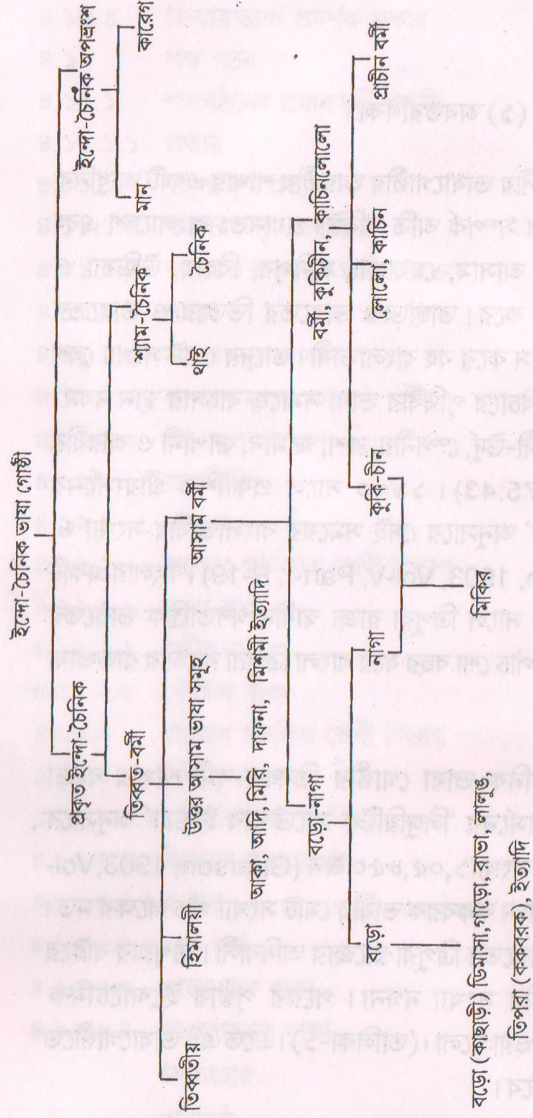 ইন্দো-চৈনিক ভাষা গোষ্ঠী
প্রকৃত ইন্দো-চৈনিক
ইন্দো-চৈনিক অপভ্রংশ
তিব্বত-বর্মী
শ্যাম-চৈনিক
মান
কারেণ
তিব্বতীয়
হিমালয়ী
উত্তর আসাম ভাষা সমূহ
আসাম বর্মী
থাই
চৈনিক
আকা, আদি, মিরি, দাফলা, মিশমী ইত্যাদি
বড়ো-নাগা
বর্মী, কুকিচীন, কাচিনলোলো
বড়ো
নাগা
কুকি-চীন
লোলো, কাচিন
প্রাচীন বর্মী
মিকির
বড়ো (কাছাড়ী) ডিমাসা, গাড়ো, রাভা, লালুঙ,
তিপরা (ককবরক), ইত্যাদি